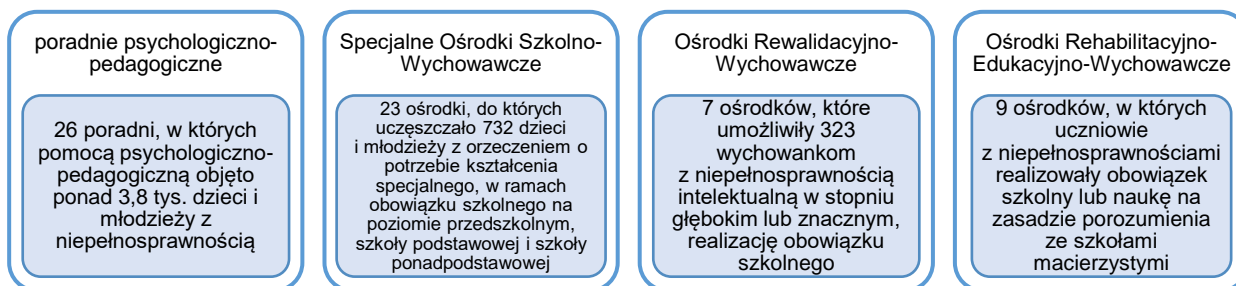 poradnie psychologiczno-
pedagogiczne
26 poradni, w których
pomocą psychologiczno-
pedagogiczną objęto
ponad 3,8 tys. dzieci i
młodzieży z
niepełnosprawnością
Specjalne Ośrodki Szkolno-
Wychowawcze
23 ośrodki, do których
uczęszczało 732 dzieci
i młodzieży z orzeczeniem o
potrzebie kształcenia
specjalnego, w ramach
obowiązku szkolnego na
poziomie przedszkolnym,
szkoły podstawowej i szkoły
ponadpodstawowej
Ośrodki Rewalidacyjno-
Wychowawcze
7 ośrodków, które
umożliwiły 323
wychowankom
z niepełnosprawnością
intelektualną w stopniu
głębokim lub znacznym,
realizację obowiązku
szkolnego
Ośrodki Rehabilitacyjno-
Edukacyjno-Wychowawcze
9 ośrodków, w których
uczniowie
z niepełnosprawnościami
realizowały obowiązek
szkolny lub naukę na
zasadzie porozumienia
ze szkołami
macierzystymi